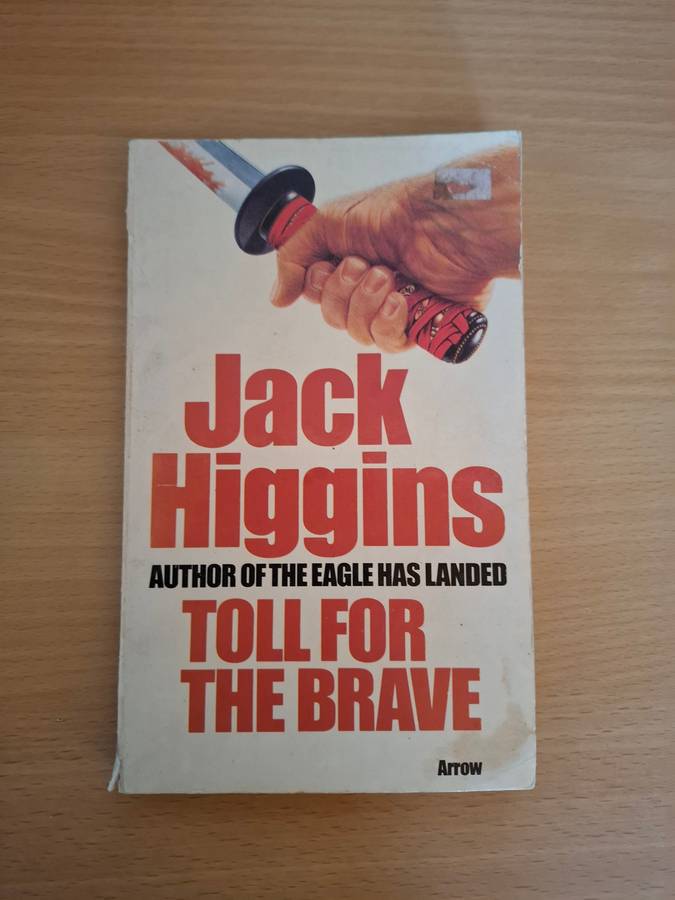 Jack
Higgins
AUTHOR OF THE EAGLE HAS LANDED
TOLL FOR
THE BRAVE
Arrow